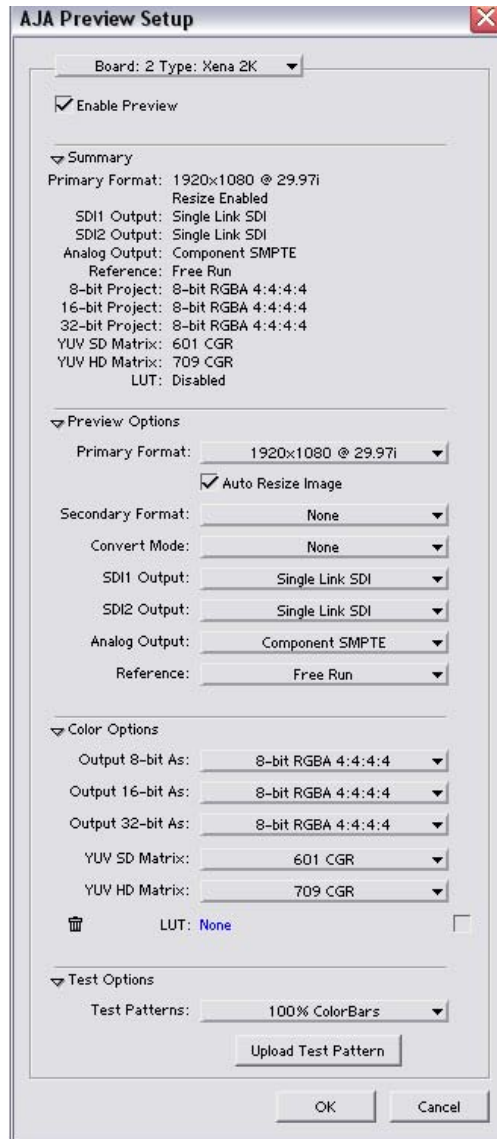 AJA Preview Setup
Board: 2 Type: Xena 2K
Enable Preview
Summary
Primary Format: 1920x1080 @ 29.97i
Resize Enabled
SDI1 Output: Single Link SDI
SDI2 Output: Single Link SDI
Analog Output: Component SMPTE
Reference: Free Run
8-bit Project: 8-bit RGBA 4:4:4:4
16-bit Project: 8-bit RGBA 4:4:4:4
32-bit Project: 8-bit RGBA 4:4:4:4
YUV SD Matrix: 601 CGR
YUV HD Matrix: 709 CGR
LUT: Disabled
Preview Options
Primary Format: 1920x1080 @ 29.97i
Auto Resize Image
Secondary Format: None
Convert Mode: None
SDI1 Output: Single Link SDI
SDI2 Output: Single Link SDI
Analog Output: Component SMPTE
Reference: Free Run
Color Options
Output 8-bit As: 8-bit RGBA 4:4:4:4
Output 16-bit As: 8-bit RGBA 4:4:4:4
Output 32-bit As: 8-bit RGBA 4:4:4:4
YUV SD Matrix: 601 CGR
YUV HD Matrix: 709 CGR
LUT: None
Test Options
Test Patterns: 100% ColorBars
Upload Test Pattern
OK Cancel